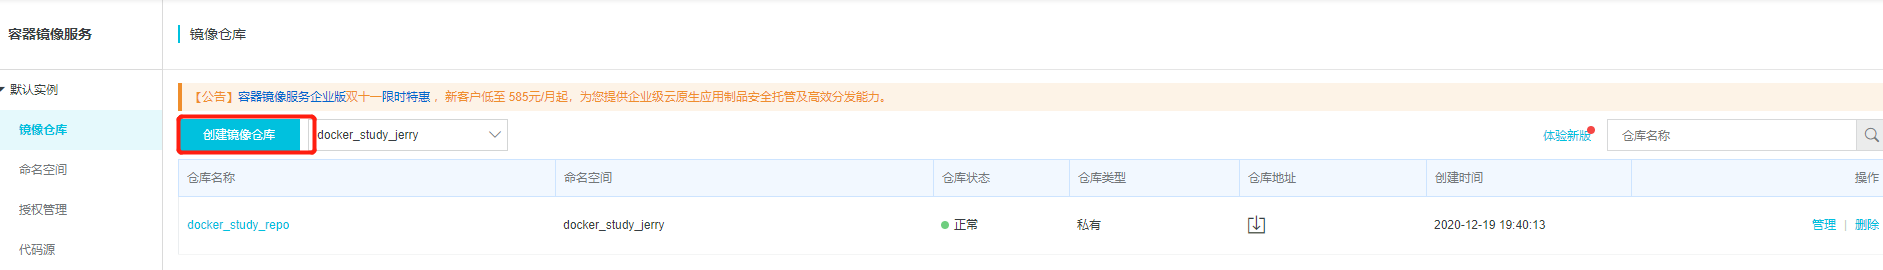 容器镜像服务
镜像仓库
默认实例
镜像仓库
命名空间
授权管理
代码源
【公告】容器镜像服务企业版双十一限时特惠 ，新客户低至 585元/月起，为您提供企业级云原生应用制品安全托管及高效分发能力。
创建镜像仓库
docker_study_jerry
体验新版
仓库名称
仓库名称 命名空间 仓库状态 仓库类型 仓库地址 创建时间 操作
docker_study_repo docker_study_jerry 正常 私有 2020-12-19 19:40:13 管理 | 删除